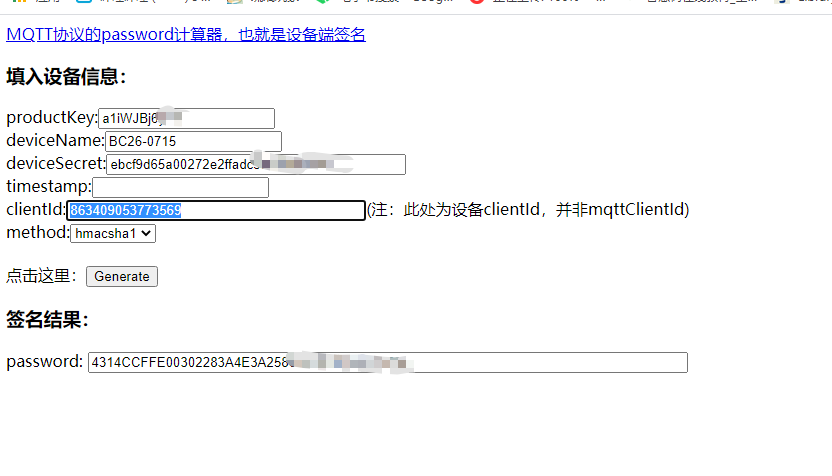 MQTT协议的password计算器，也就是设备端签名
填入设备信息：
productKey: a1iWJBj6
deviceName: BC26-0715
deviceSecret: ebcf9d65a00272e2ffadc
timestamp:
clientId: 863409053773569 (注：此处为设备clientId，并非mqttClientId)
method: hmacsha1
点击这里： Generate
签名结果：
password: 4314CCFFE00302283A4E3A258